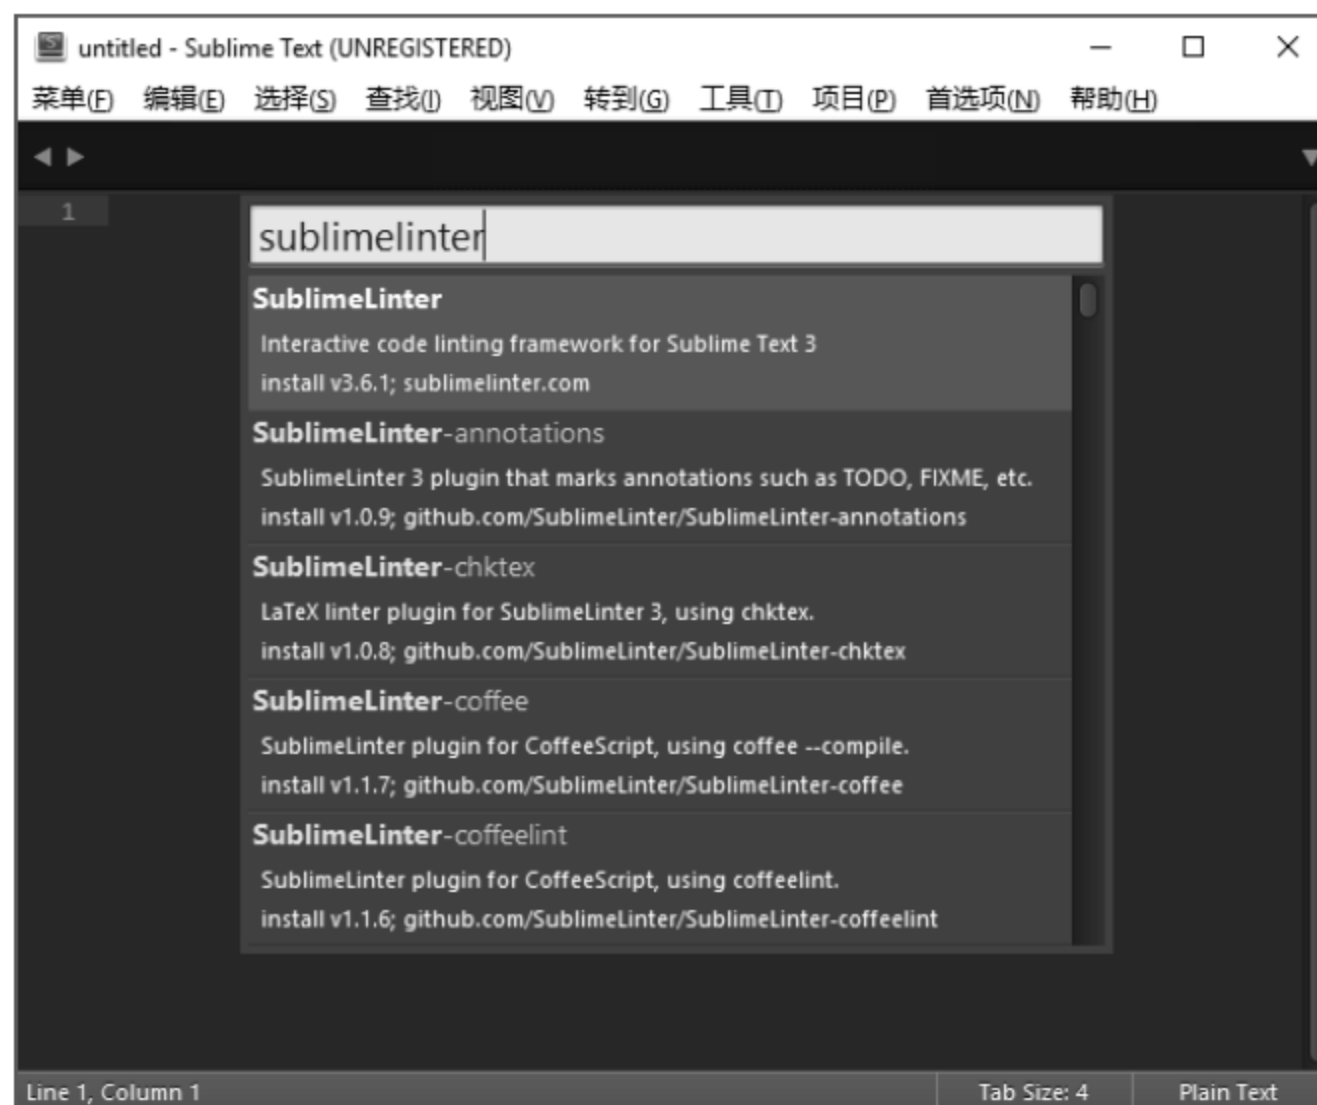 untitled - Sublime Text (UNREGISTERED)
菜单(F) 编辑(E) 选择(S) 查找(I) 视图(V) 转到(G) 工具(T) 项目(P) 首选项(N) 帮助(H)
1
sublimelinter
SublimeLinter
Interactive code linting framework for Sublime Text 3
install v3.6.1; sublimelinter.com
SublimeLinter-annotations
SublimeLinter 3 plugin that marks annotations such as TODO, FIXME, etc.
install v1.0.9; github.com/SublimeLinter/SublimeLinter-annotations
SublimeLinter-chktex
LaTeX linter plugin for SublimeLinter 3, using chktex.
install v1.0.8; github.com/SublimeLinter/SublimeLinter-chktex
SublimeLinter-coffee
SublimeLinter plugin for CoffeeScript, using coffee --compile.
install v1.1.7; github.com/SublimeLinter/SublimeLinter-coffee
SublimeLinter-coffeelint
SublimeLinter plugin for CoffeeScript, using coffeelint.
install v1.1.6; github.com/SublimeLinter/SublimeLinter-coffeelint
Line 1, Column 1 Tab Size: 4 Plain Text